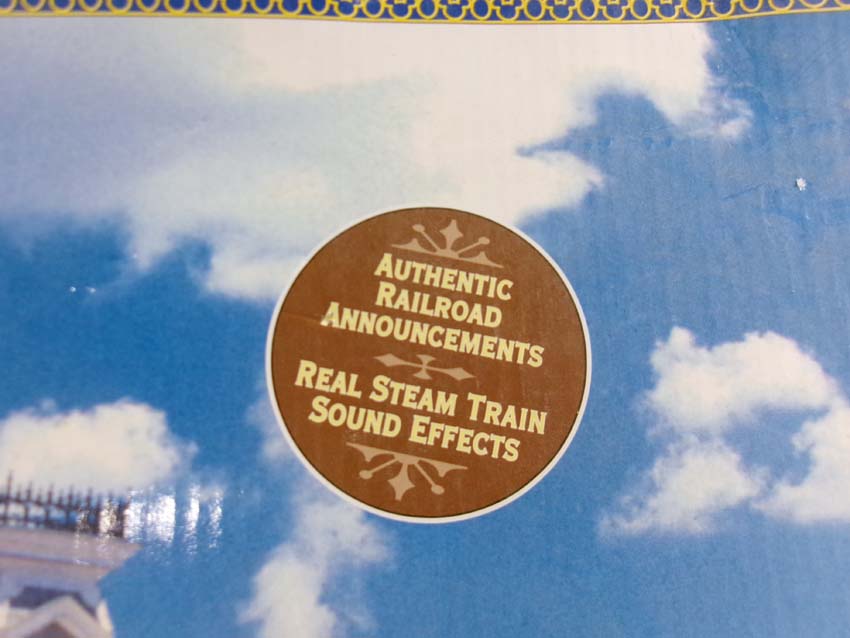 AUTHENTIC
RAILROAD
ANNOUNCEMENTS
REAL STEAM TRAIN
SOUND EFFECTS